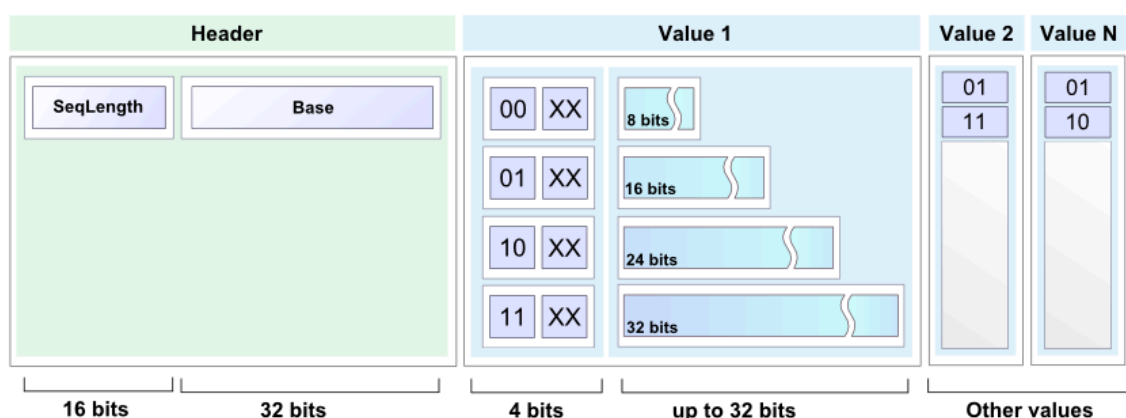 Header Value 1 Value 2 Value N
SeqLength Base
00 XX 8 bits 01 01
11 10
01 XX 16 bits
10 XX 24 bits
11 XX 32 bits
16 bits 32 bits 4 bits up to 32 bits Other values